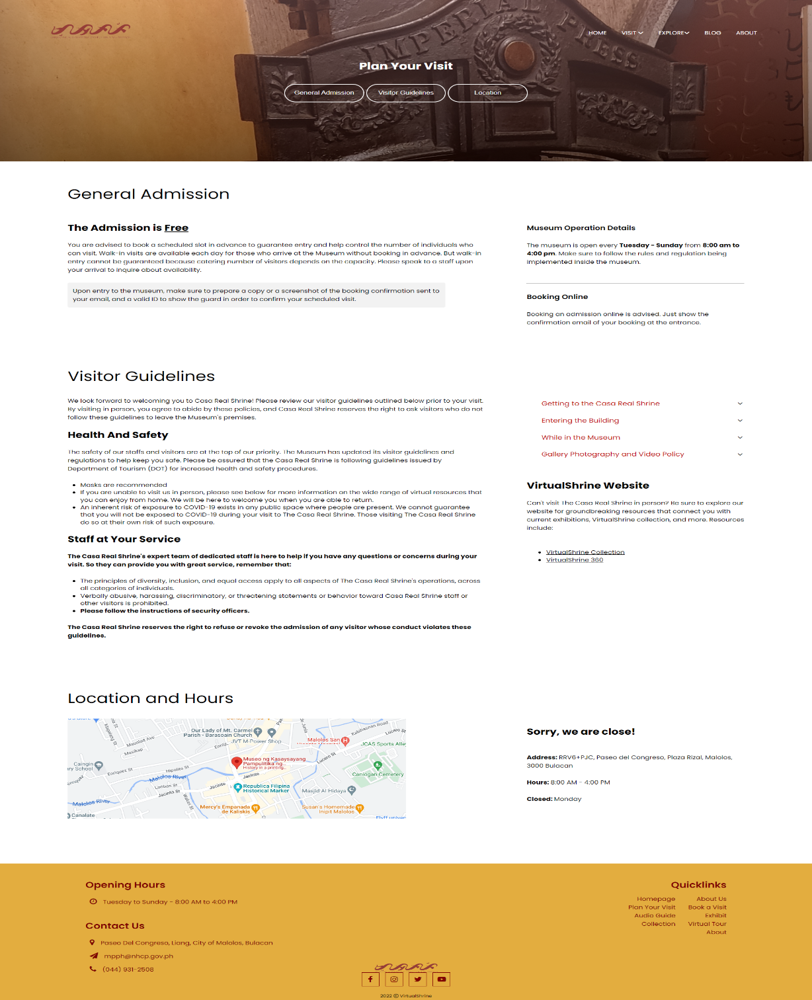 HOME VISIT EXPLORE BLOG ABOUT
IMPERIAL PRESS
Plan Your Visit
General Admission Visitor Guidelines Location
General Admission
The Admission is Free
You are advised to book a scheduled slot in advance to guarantee entry and help control the number of individuals who
can visit. Walk-in visits are available each day for those who arrive at the Museum without booking in advance. But walk-in
entry cannot be guaranteed because catering number of visitors depends on the capacity. Please speak to a staff upon
your arrival to inquire about availability.
Upon entry to the museum, make sure to prepare a copy or a screenshot of the booking confirmation sent to
your email, and a valid ID to show the guard in order to confirm your scheduled visit.
Museum Operation Details
The museum is open every Tuesday - Sunday from 8:00 am to
4:00 pm. Make sure to follow the rules and regulation being
implemented inside the museum.
Booking Online
Booking an admission online is advised. Just show the
confirmation email of your booking at the entrance.
Visitor Guidelines
We look forward to welcoming you to Casa Real Shrine! Please review our visitor guidelines outlined below prior to your visit.
By visiting in person, you agree to abide by these policies, and Casa Real Shrine reserves the right to ask visitors who do not
follow these guidelines to leave the Museum's premises.
Health And Safety
The safety of our staffs and visitors are at the top of our priority. The Museum has updated its visitor guidelines and
regulations to help keep you safe. Please be assured that the Casa Real Shrine is following guidelines issued by
Department of Tourism (DOT) for increased health and safety procedures.
• Masks are recommended
• If you are unable to visit us in person, please see below for more information on the wide range of virtual resources that
you can enjoy from home. We will be here to welcome you when you are able to return.
• An inherent risk of exposure to COVID-19 exists in any public space where people are present. We cannot guarantee
that you will not be exposed to COVID-19 during your visit to The Casa Real Shrine. Those visiting The Casa Real Shrine
do so at their own risk of such exposure.
Staff at Your Service
The Casa Real Shrine's expert team of dedicated staff is here to help if you have any questions or concerns during your
visit. So they can provide you with great service, remember that:
• The principles of diversity, inclusion, and equal access apply to all aspects of The Casa Real Shrine's operations, across
all categories of individuals.
• Verbally abusive, harassing, discriminatory, or threatening statements or behavior toward Casa Real Shrine staff or
other visitors is prohibited.
• Please follow the instructions of security officers.
The Casa Real Shrine reserves the right to refuse or revoke the admission of any visitor whose conduct violates these
guidelines.
Getting to the Casa Real Shrine
Entering the Building
While in the Museum
Gallery Photography and Video Policy
VirtualShrine Website
Can't visit The Casa Real Shrine in person? Be sure to explore our
website for groundbreaking resources that connect you with
current exhibitions, VirtualShrine collection, and more. Resources
include:
• VirtualShrine Collection
• VirtualShrine 360
Location and Hours
Our Lady of Mt. Carmel
Parish - Barasoain Church
JVT M-Power Shop
Malolos San
Kabihasnan Road
Lucero St
JCAS Sports Alle
Magalang St
Maunlad Ave
Masikap
Museo ng Kasaysayang
Pampulitika ng...
History in a printing...
Lucero St
Caingin
ary School
Enriquez St
Hipolito St
Jacinto
Ceningan Cemetery
Enriquez
Malolos River
Londan St
Jacinto
Republica Filipina
Historical Marker
Masjid Al Hidaya
Jacinto St
Malolos River
Mercy's Empanada
de Kaliskis
Susan's Homemade
Inipit Malolos
Canalate
Sorry, we are close!
Address: RRV6+PJC, Paseo del Congreso, Plaza Rizal, Malolos,
3000 Bulacan
Hours: 8:00 AM - 4:00 PM
Closed: Monday
Opening Hours
Tuesday to Sunday - 8:00 AM to 4:00 PM
Contact Us
Paseo Del Congreso, Liang, City of Malolos, Bulacan
mpph@nhcp.gov.ph
(044) 931-2508
Quicklinks
Homepage About Us
Plan Your Visit Book a Visit
Audio Guide Exhibit
Collection Virtual Tour
About
2022 © VirtualShrine